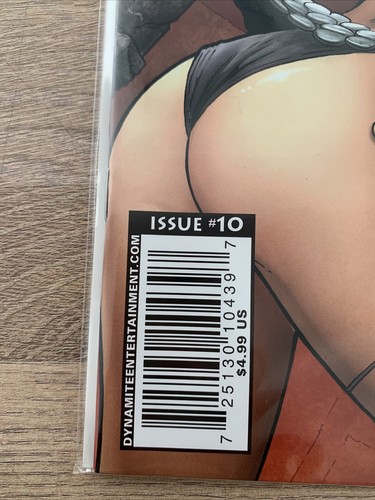 ISSUE #10
DYNAMITEENTERTAINMENT.COM
7 25130 10439 7
$4.99 US